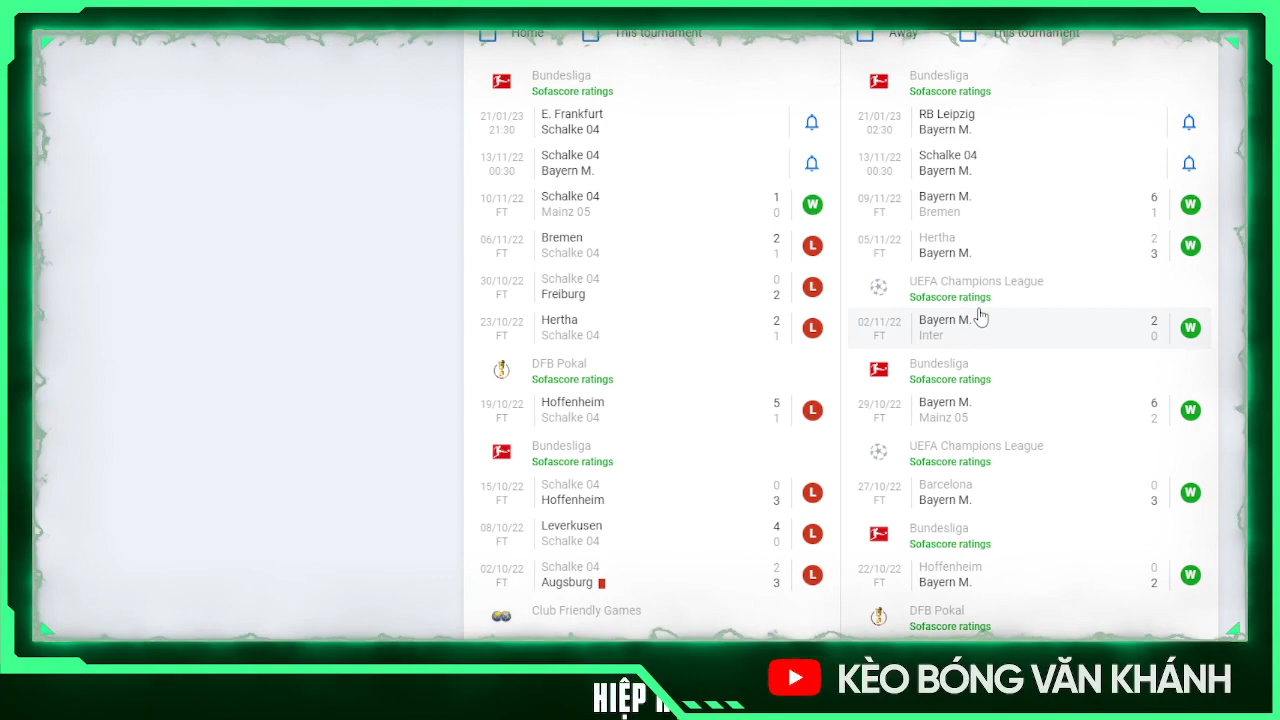 Home
This tournament
Bundesliga
Sofascore ratings
21/01/23
21:30
E. Frankfurt
Schalke 04
13/11/22
00:30
Schalke 04
Bayern M.
10/11/22
FT
Schalke 04
Mainz 05
1
0
W
06/11/22
FT
Bremen
Schalke 04
2
1
L
30/10/22
FT
Schalke 04
Freiburg
0
2
L
23/10/22
FT
Hertha
Schalke 04
2
1
L
DFB Pokal
Sofascore ratings
19/10/22
FT
Hoffenheim
Schalke 04
5
1
L
Bundesliga
Sofascore ratings
15/10/22
FT
Schalke 04
Hoffenheim
0
3
L
08/10/22
FT
Leverkusen
Schalke 04
4
0
L
02/10/22
FT
Schalke 04
Augsburg
2
3
L
Club Friendly Games
Away
This tournament
Bundesliga
Sofascore ratings
21/01/23
02:30
RB Leipzig
Bayern M.
13/11/22
00:30
Schalke 04
Bayern M.
09/11/22
FT
Bayern M.
Bremen
6
1
W
05/11/22
FT
Hertha
Bayern M.
2
3
W
UEFA Champions League
Sofascore ratings
02/11/22
FT
Bayern M.
Inter
2
0
W
Bundesliga
Sofascore ratings
29/10/22
FT
Bayern M.
Mainz 05
6
2
W
UEFA Champions League
Sofascore ratings
27/10/22
FT
Barcelona
Bayern M.
0
3
W
Bundesliga
Sofascore ratings
22/10/22
FT
Hoffenheim
Bayern M.
0
2
W
DFB Pokal
Sofascore ratings
KÈO BÓNG VĂN KHÁNH
HIỆP